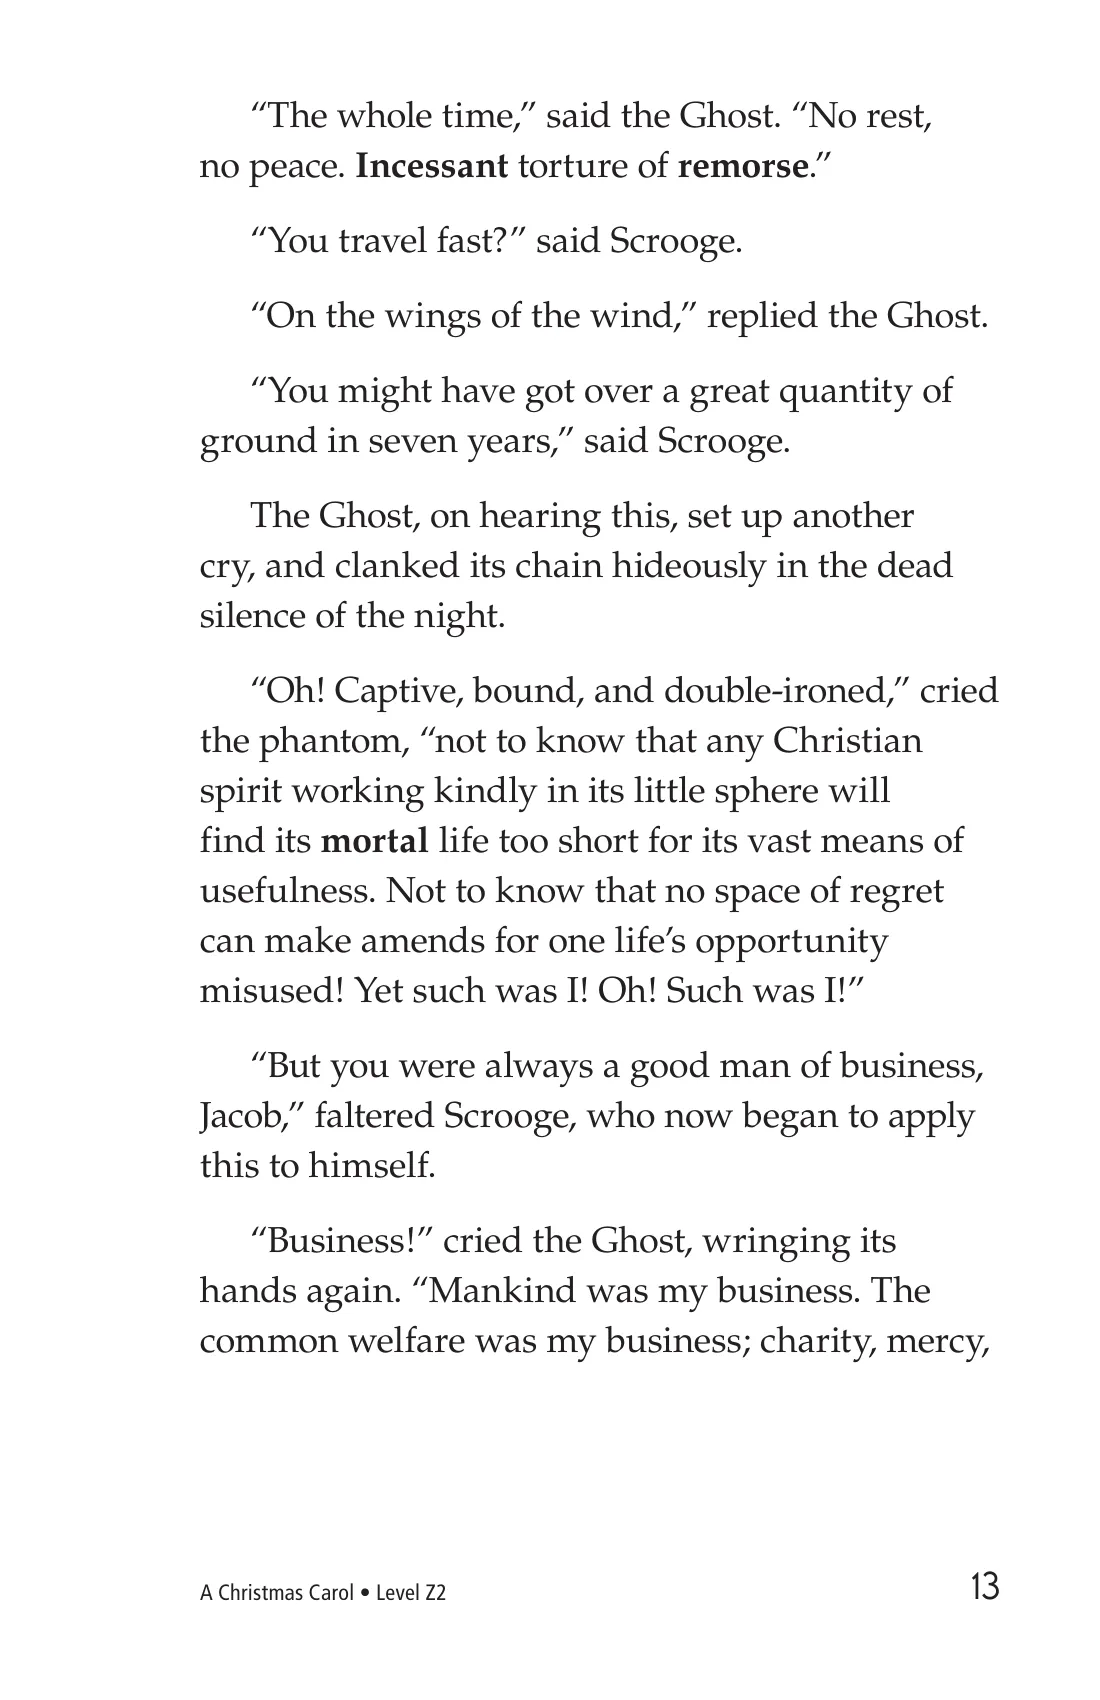 “The whole time,” said the Ghost. “No rest,
no peace. Incessant torture of remorse.”
“You travel fast?” said Scrooge.
“On the wings of the wind,” replied the Ghost.
“You might have got over a great quantity of
ground in seven years,” said Scrooge.
The Ghost, on hearing this, set up another
cry, and clanked its chain hideously in the dead
silence of the night.
“Oh! Captive, bound, and double-ironed,” cried
the phantom, “not to know that any Christian
spirit working kindly in its little sphere will
find its mortal life too short for its vast means of
usefulness. Not to know that no space of regret
can make amends for one life’s opportunity
misused! Yet such was I! Oh! Such was I!”
“But you were always a good man of business,
Jacob,” faltered Scrooge, who now began to apply
this to himself.
“Business!” cried the Ghost, wringing its
hands again. “Mankind was my business. The
common welfare was my business; charity, mercy,
A Christmas Carol • Level Z2 13